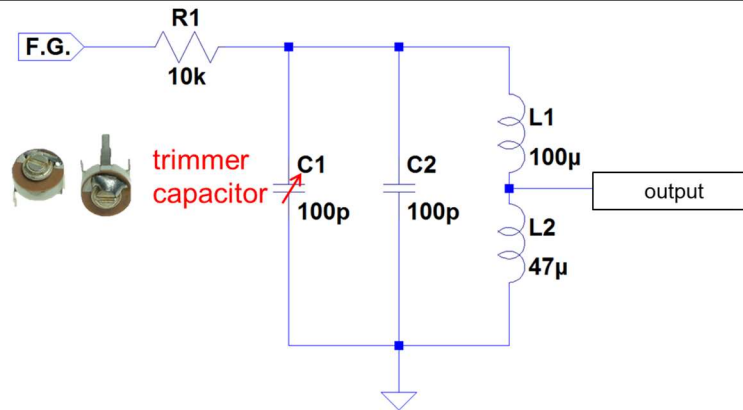 F.G.
R1
10k
trimmer
capacitor
C1
100p
C2
100p
L1
100µ
output
L2
47µ